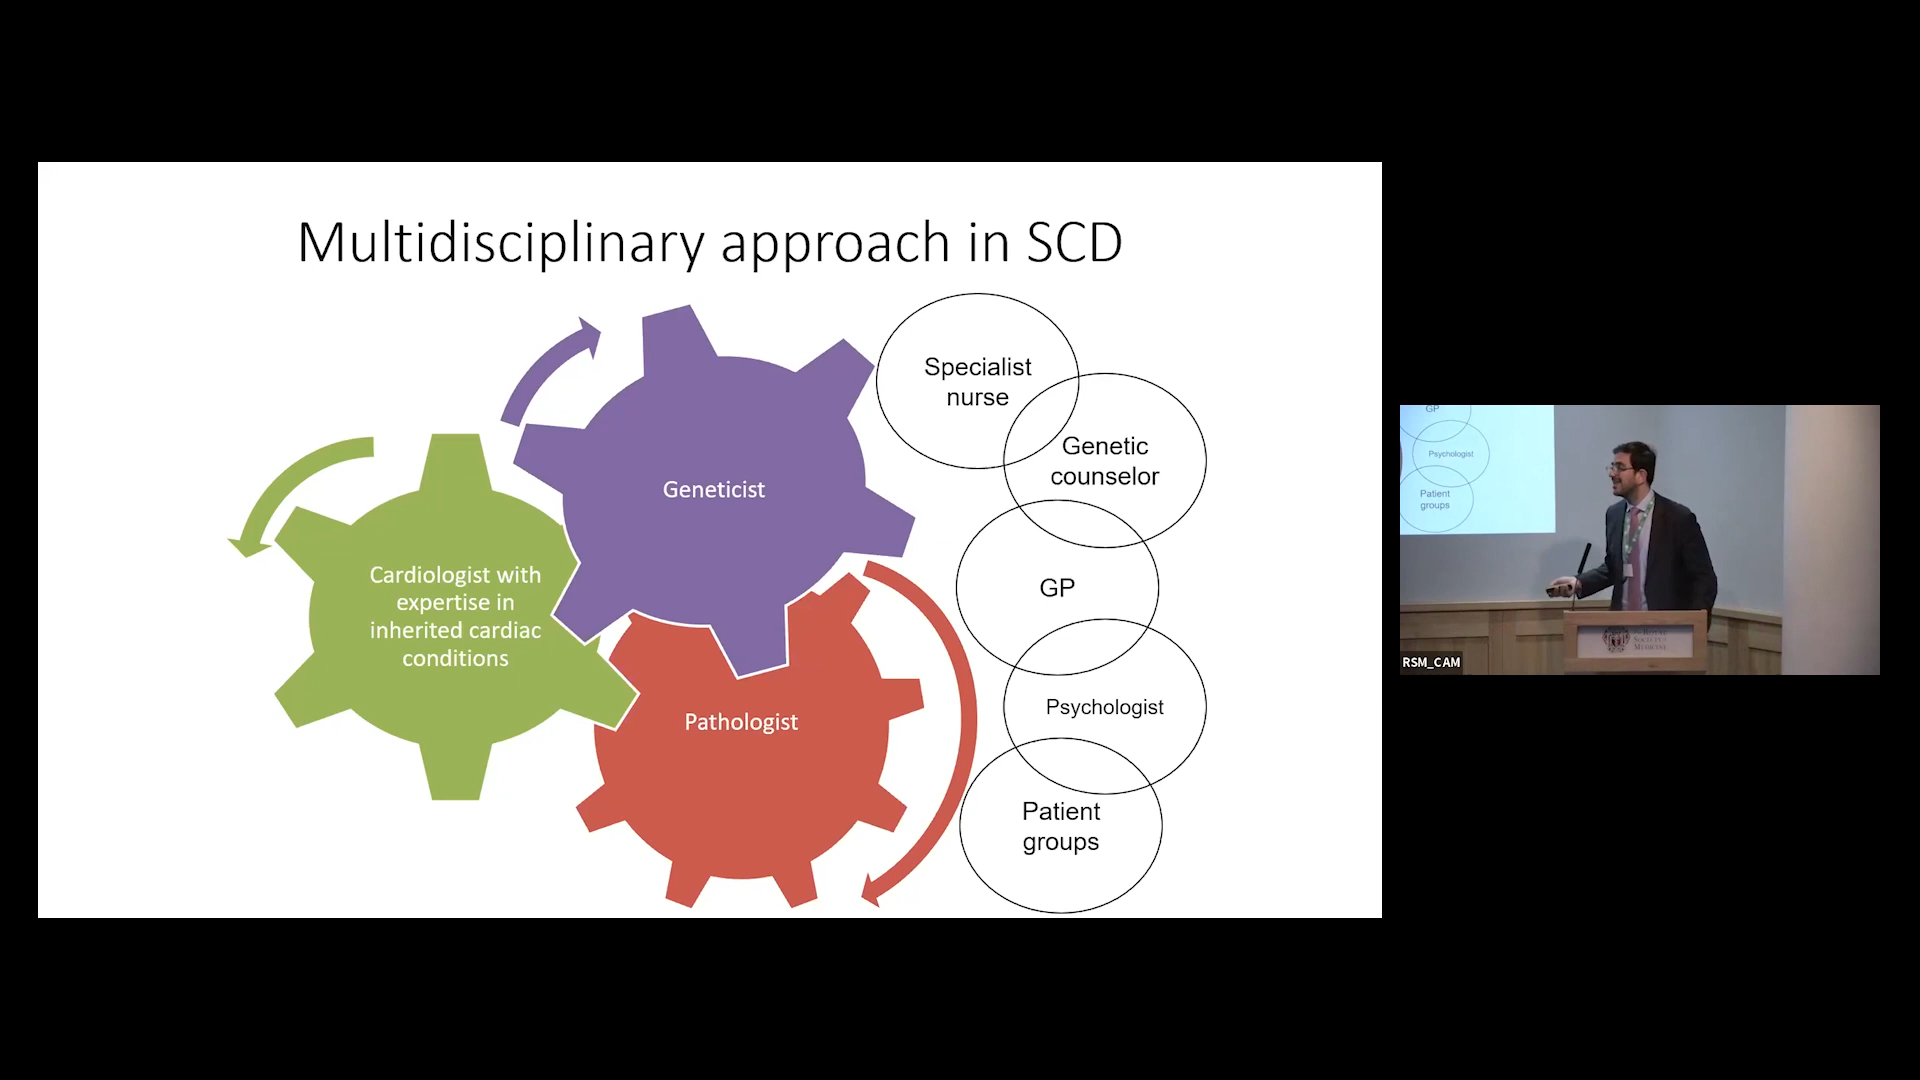 Multidisciplinary approach in SCD
Specialist
nurse
Genetic
counselor
Geneticist
Cardiologist with
expertise in
inherited cardiac
conditions
GP
Pathologist
Psychologist
Patient
groups
GP
Psychologist
Patient
groups
RSM_CAM